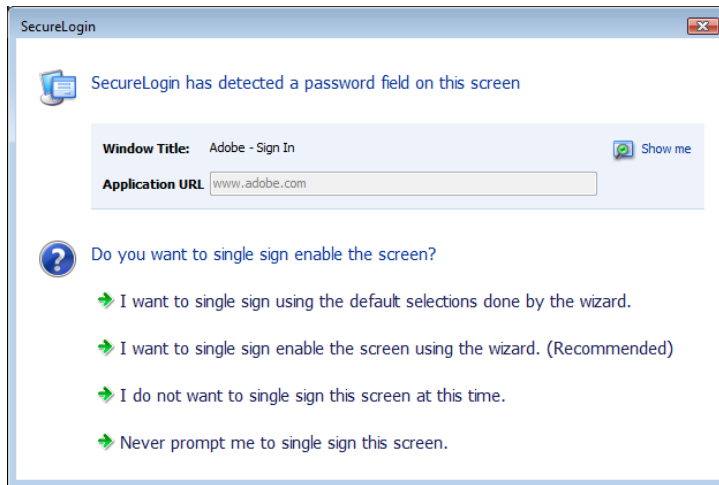 SecureLogin
SecureLogin has detected a password field on this screen
Window Title: Adobe - Sign In Show me
Application URL www.adobe.com
Do you want to single sign enable the screen?
I want to single sign using the default selections done by the wizard.
I want to single sign enable the screen using the wizard. (Recommended)
I do not want to single sign this screen at this time.
Never prompt me to single sign this screen.